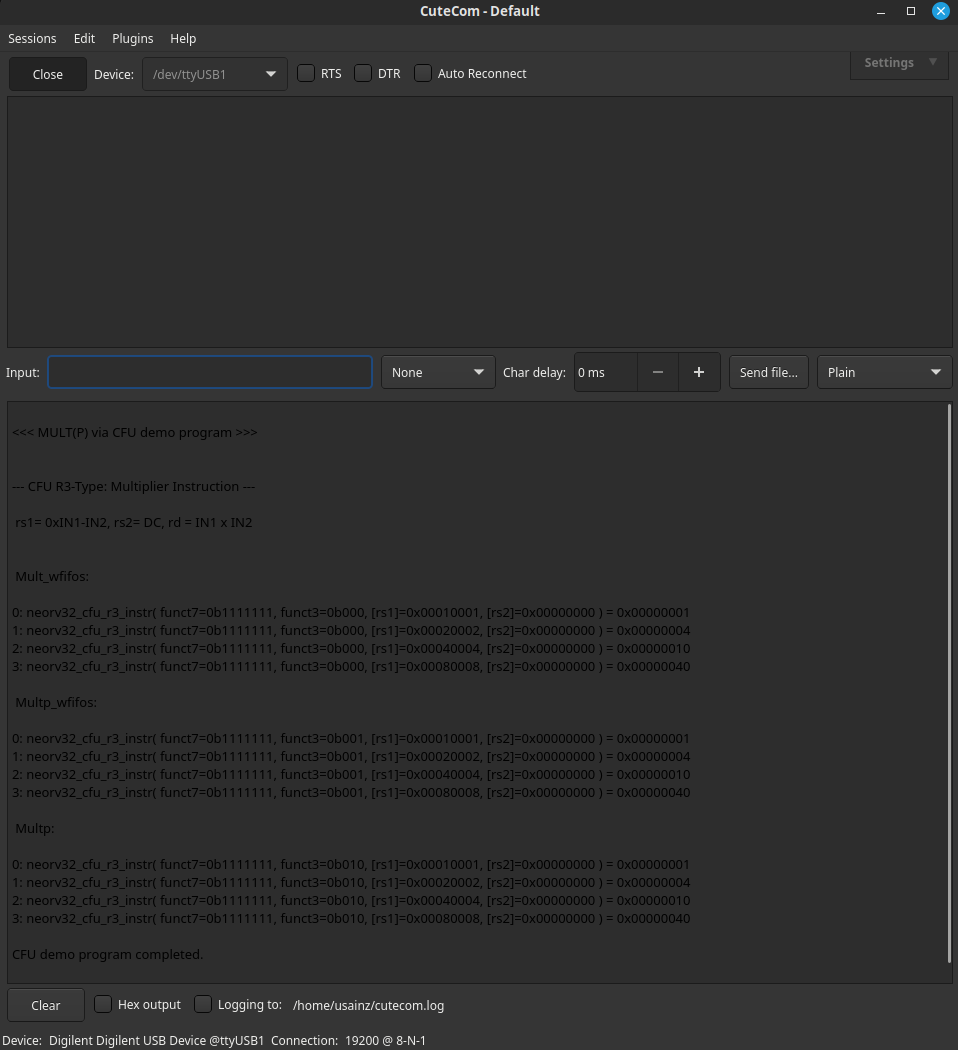 CuteCom - Default
Sessions Edit Plugins Help
Close Device: /dev/ttyUSB1 RTS DTR Auto Reconnect Settings
Input: None Char delay: 0 ms Send file... Plain
<<< MULT(P) via CFU demo program >>>
--- CFU R3-Type: Multiplier Instruction ---
rs1= 0xIN1-IN2, rs2= DC, rd = IN1 x IN2
Mult_wfifos:
0: neorv32_cfu_r3_instr( funct7=0b1111111, funct3=0b000, [rs1]=0x00010001, [rs2]=0x00000000 ) = 0x00000001
1: neorv32_cfu_r3_instr( funct7=0b1111111, funct3=0b000, [rs1]=0x00020002, [rs2]=0x00000000 ) = 0x00000004
2: neorv32_cfu_r3_instr( funct7=0b1111111, funct3=0b000, [rs1]=0x00040004, [rs2]=0x00000000 ) = 0x00000010
3: neorv32_cfu_r3_instr( funct7=0b1111111, funct3=0b000, [rs1]=0x00080008, [rs2]=0x00000000 ) = 0x00000040
Multp_wfifos:
0: neorv32_cfu_r3_instr( funct7=0b1111111, funct3=0b001, [rs1]=0x00010001, [rs2]=0x00000000 ) = 0x00000001
1: neorv32_cfu_r3_instr( funct7=0b1111111, funct3=0b001, [rs1]=0x00020002, [rs2]=0x00000000 ) = 0x00000004
2: neorv32_cfu_r3_instr( funct7=0b1111111, funct3=0b001, [rs1]=0x00040004, [rs2]=0x00000000 ) = 0x00000010
3: neorv32_cfu_r3_instr( funct7=0b1111111, funct3=0b001, [rs1]=0x00080008, [rs2]=0x00000000 ) = 0x00000040
Multp:
0: neorv32_cfu_r3_instr( funct7=0b1111111, funct3=0b010, [rs1]=0x00010001, [rs2]=0x00000000 ) = 0x00000001
1: neorv32_cfu_r3_instr( funct7=0b1111111, funct3=0b010, [rs1]=0x00020002, [rs2]=0x00000000 ) = 0x00000004
2: neorv32_cfu_r3_instr( funct7=0b1111111, funct3=0b010, [rs1]=0x00040004, [rs2]=0x00000000 ) = 0x00000010
3: neorv32_cfu_r3_instr( funct7=0b1111111, funct3=0b010, [rs1]=0x00080008, [rs2]=0x00000000 ) = 0x00000040
CFU demo program completed.
Clear Hex output Logging to: /home/usainz/cutecom.log
Device: Digilent Digilent USB Device @ttyUSB1 Connection: 19200 @ 8-N-1